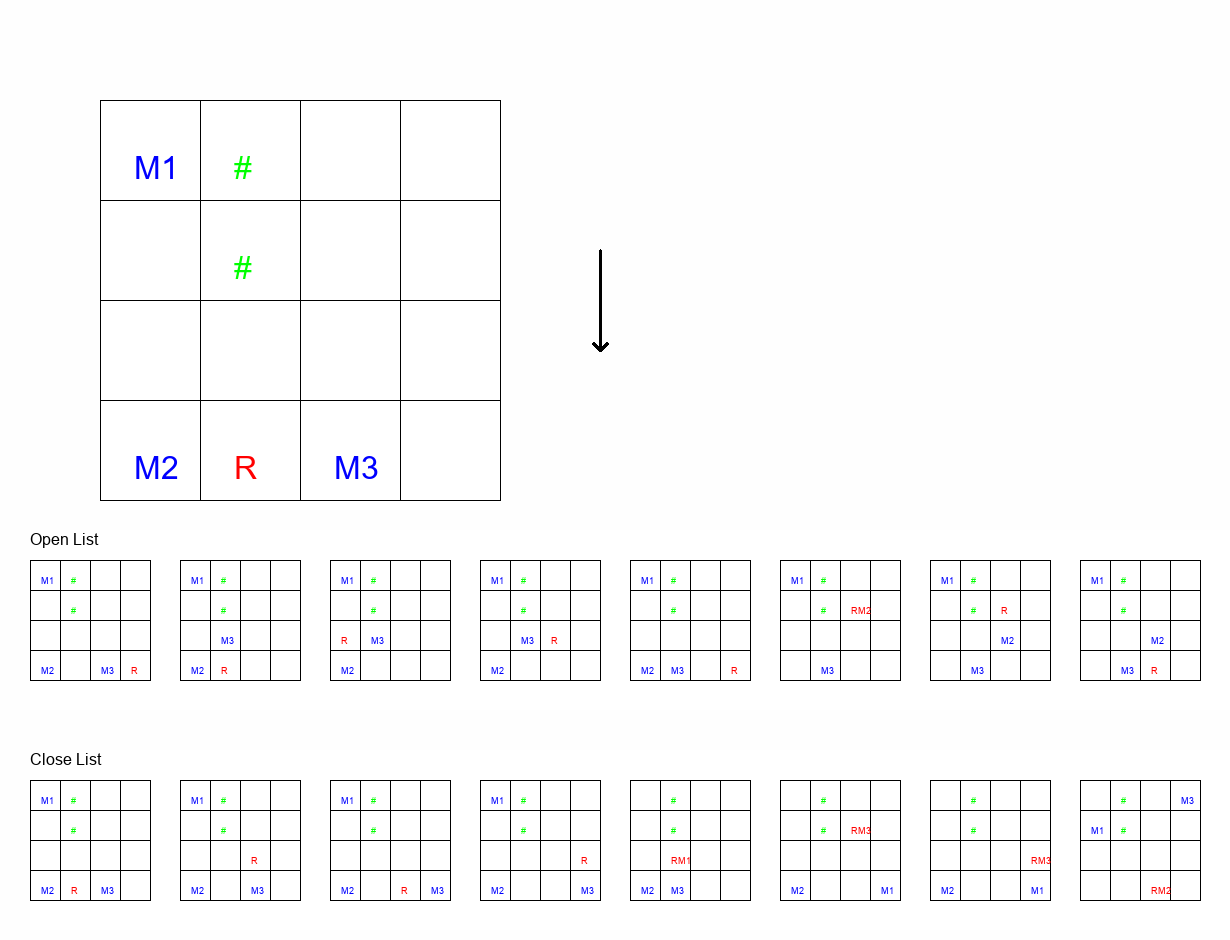 M1 #
#
M2 R M3
Open List
M1 # M1 # M1 # M1 # M1 # M1 # M1 # M1 #
# # # # # # RM2 # R #
M3 R M3 M3 R M2 M2
M2 M3 R M2 R M2 M2 M2 M3 R M3 M3 M3 R
Close List
M1 # M1 # M1 # M1 # # # # # M3
# # # # # # RM3 # M1 #
R R RM1 RM3
M2 R M3 M2 M3 M2 R M3 M2 M3 M2 M3 M2 M1 M2 M1 RM2